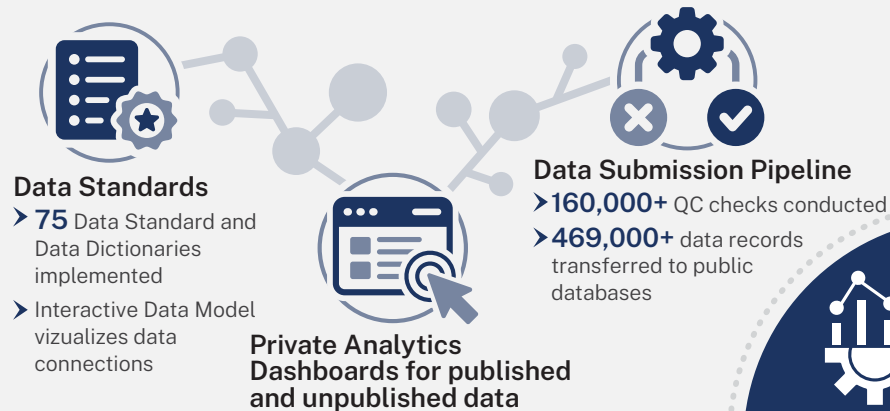 Data Standards
75 Data Standard and
Data Dictionaries
implemented
Interactive Data Model
vizualizes data
connections
Private Analytics
Dashboards for published
and unpublished data
Data Submission Pipeline
160,000+ QC checks conducted
469,000+ data records
transferred to public
databases